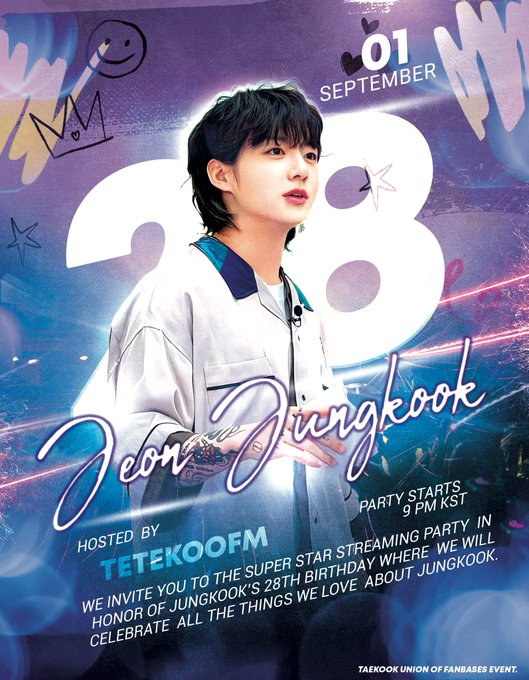 01
SEPTEMBER
28
Jeon Jungkook
PARTY STARTS
9 PM KST
HOSTED BY
TETEKOOFM
WE INVITE YOU TO THE SUPER STAR STREAMING PARTY IN
HONOR OF JUNGKOOK'S 28TH BIRTHDAY WHERE WE WILL
CELEBRATE ALL THE THINGS WE LOVE ABOUT JUNGKOOK.
TAEKOOK UNION OF FANBASES EVENT.